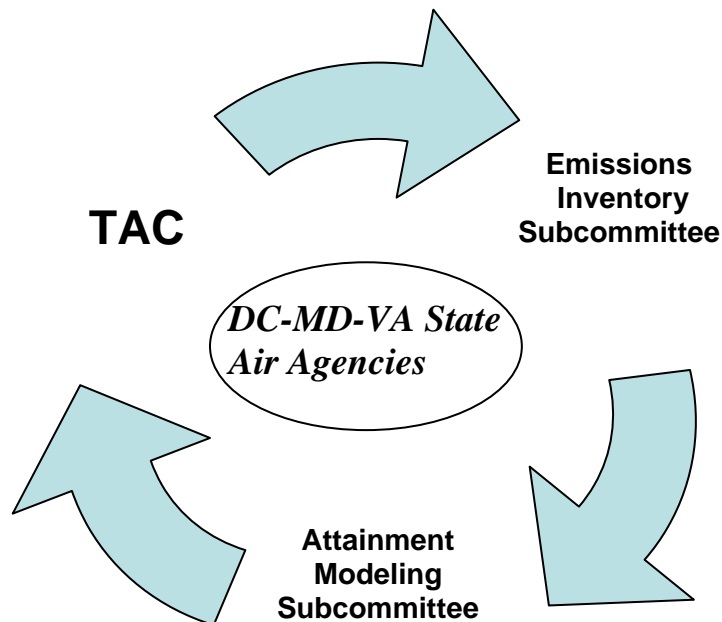 TAC
Emissions
Inventory
Subcommittee
DC-MD-VA State
Air Agencies
Attainment
Modeling
Subcommittee